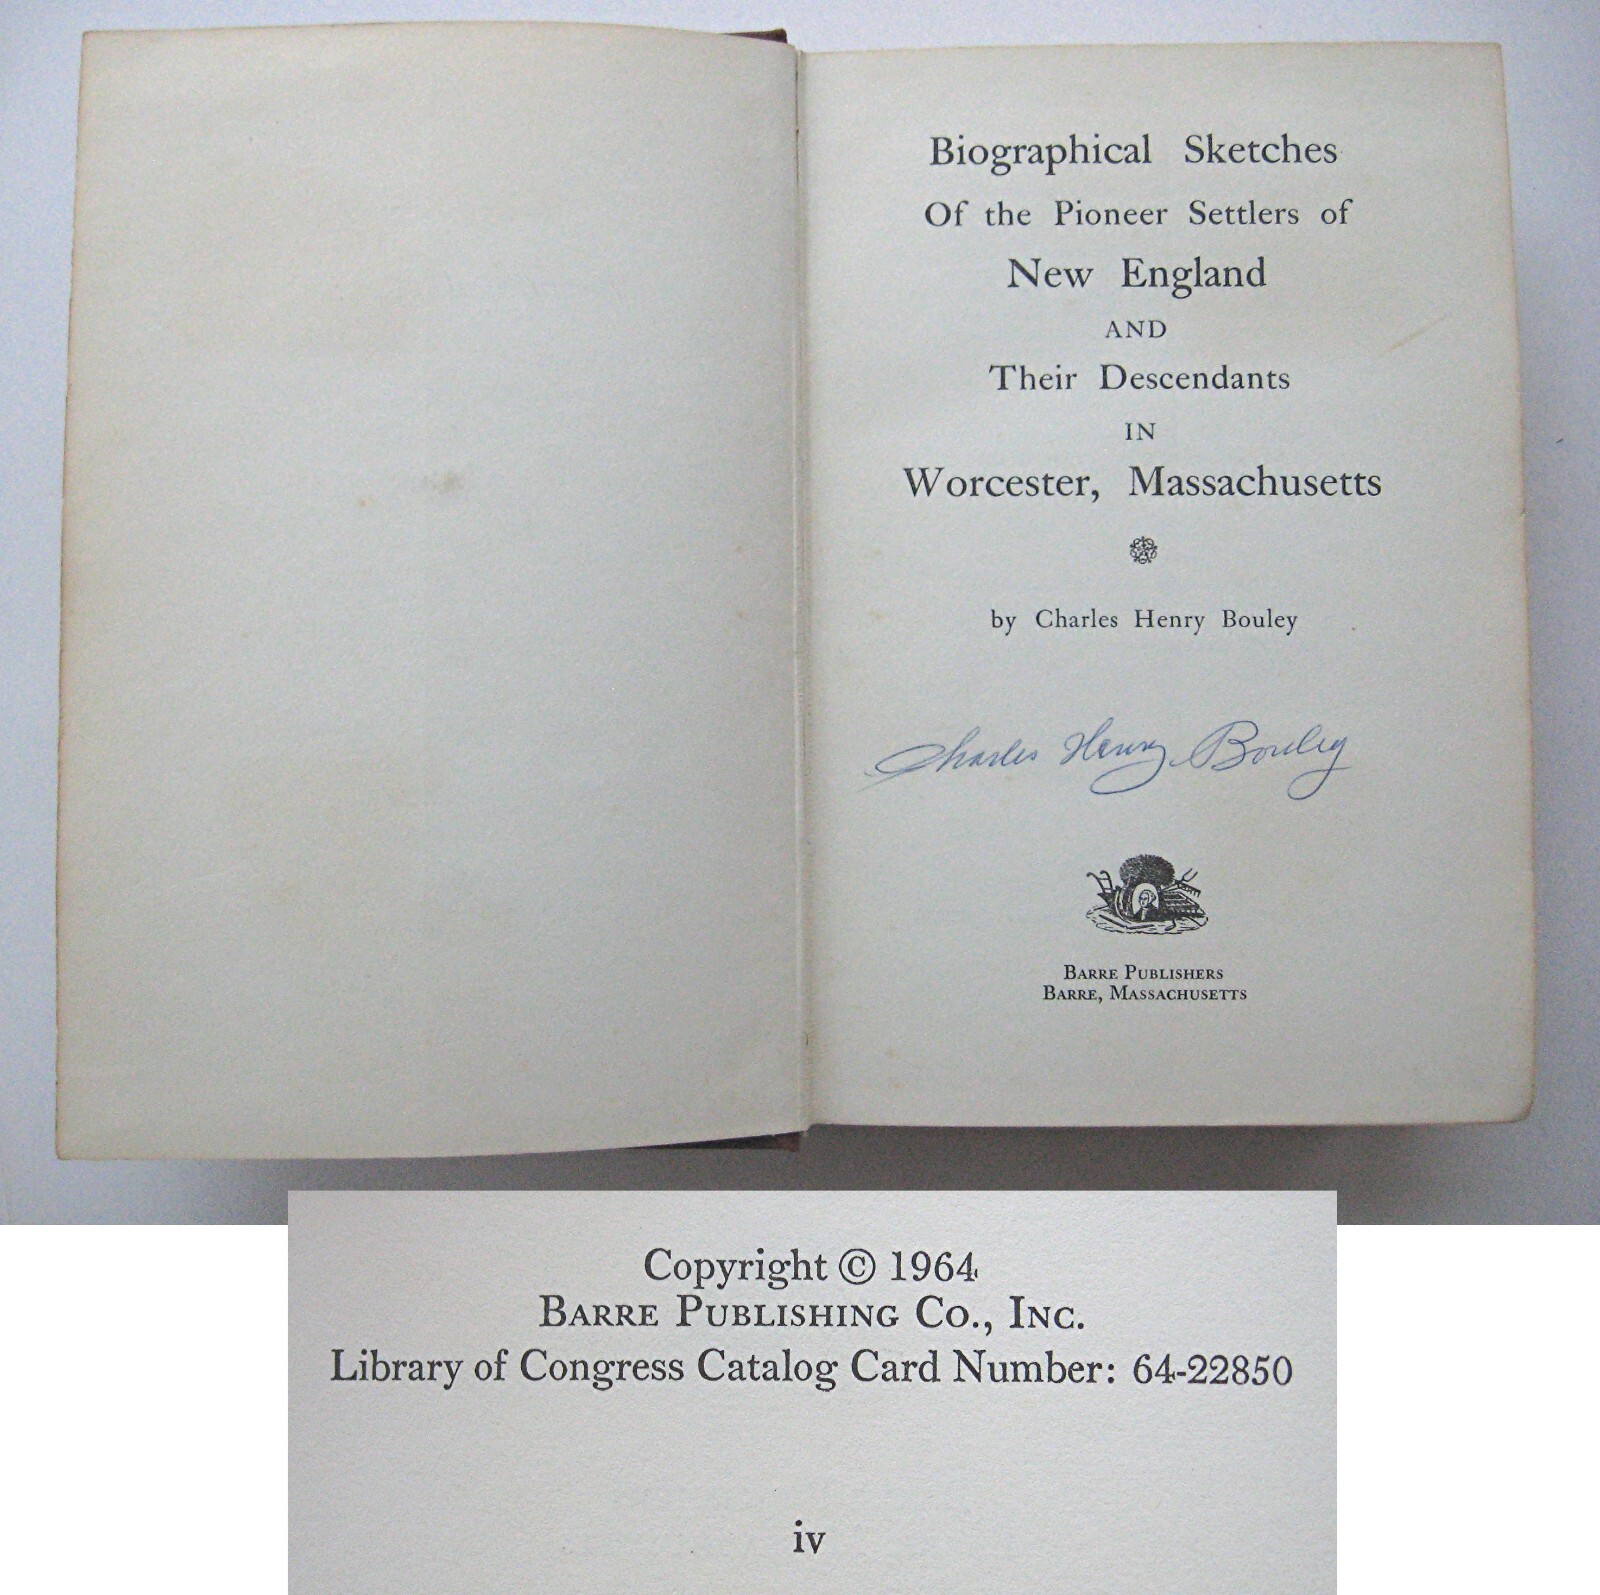 Biographical Sketches
Of the Pioneer Settlers of
New England
AND
Their Descendants
IN
Worcester, Massachusetts
by Charles Henry Bouley
Charles Henry Bouley
BARRE PUBLISHERS
BARRE, MASSACHUSETTS
Copyright © 1964
BARRE PUBLISHING CO., INC.
Library of Congress Catalog Card Number: 64-22850
iv